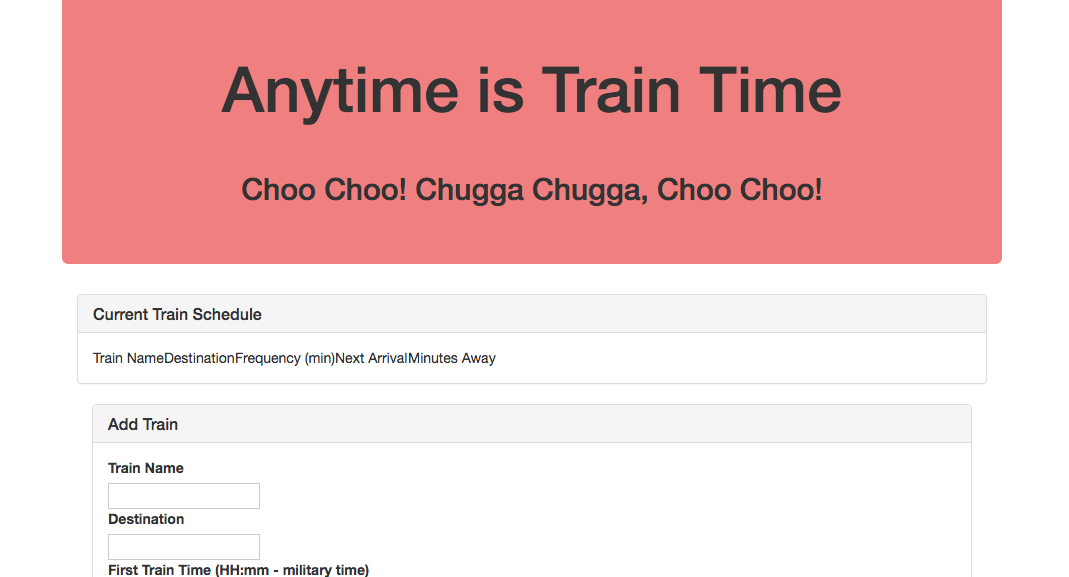 Anytime is Train Time
Choo Choo! Chugga Chugga, Choo Choo!
Current Train Schedule
Train NameDestinationFrequency (min)Next ArrivalMinutes Away
Add Train
Train Name
Destination
First Train Time (HH:mm - military time)